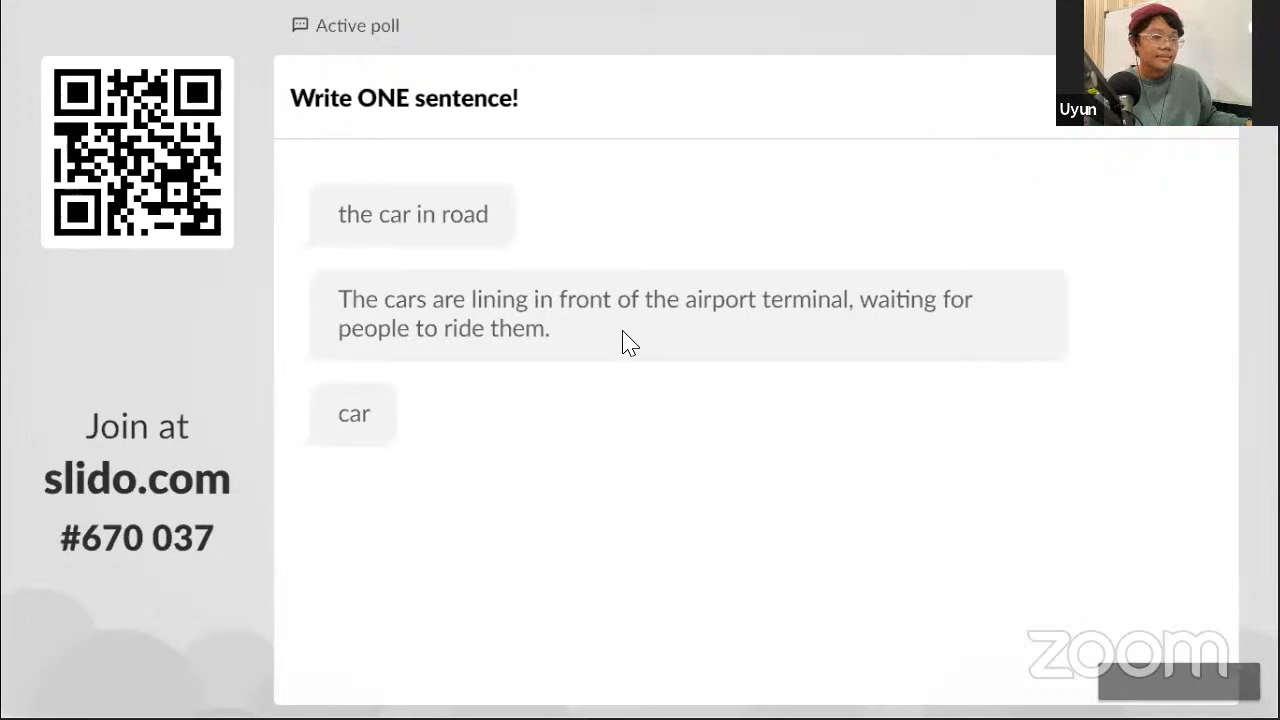 Active poll
Write ONE sentence!
Uyun
the car in road
The cars are lining in front of the airport terminal, waiting for
people to ride them.
car
Join at
slido.com
#670 037
zoom